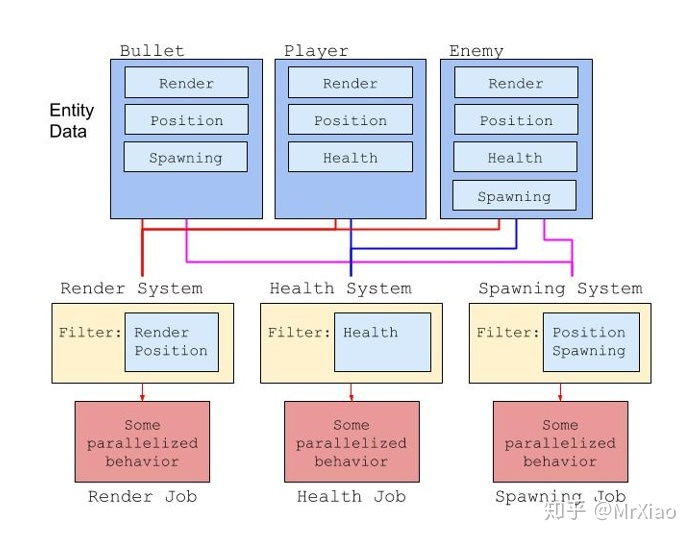 Bullet
Player
Enemy
Entity
Data
Render
Position
Spawning
Render
Position
Health
Render
Position
Health
Spawning
Render System
Health System
Spawning System
Filter:
Render
Position
Filter:
Health
Filter:
Position
Spawning
Some
parallelized
behavior
Some
parallelized
behavior
Some
parallelized
behavior
Render Job
Health Job
Spawning Job
知乎 @MrXiao